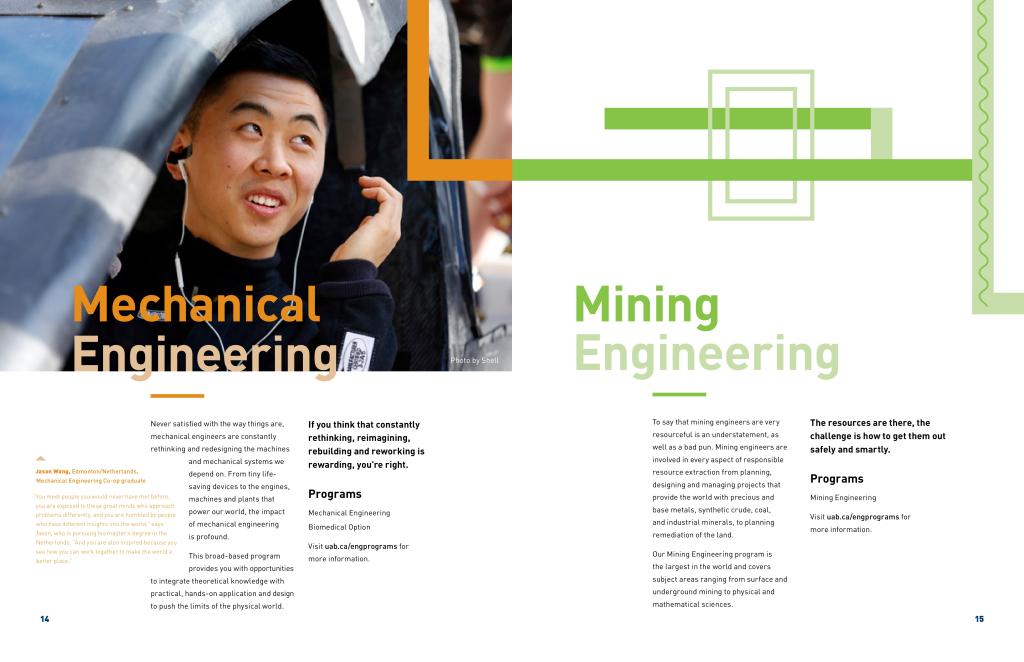 Mechanical
Engineering
Photo by Shell
Never satisfied with the way things are,
mechanical engineers are constantly
rethinking and redesigning the machines
and mechanical systems we
depend on. From tiny life-
saving devices to the engines,
machines and plants that
power our world, the impact
of mechanical engineering
is profound.
This broad-based program
provides you with opportunities
to integrate theoretical knowledge with
practical, hands-on application and design
to push the limits of the physical world.
Jason Wang, Edmonton/Netherlands,
Mechanical Engineering Co-op graduate
"You meet people you would never have met before,
you are exposed to these great minds who approach
problems differently, and you are humbled by people
who have different insights into the world," says
Jason, who is pursuing his master's degree in the
Netherlands. "And you are also inspired because you
see how you can work together to make the world a
better place."
If you think that constantly
rethinking, reimagining,
rebuilding and reworking is
rewarding, you're right.
Programs
Mechanical Engineering
Biomedical Option
Visit uab.ca/engprograms for
more information.
14
Mining
Engineering
To say that mining engineers are very
resourceful is an understatement, as
well as a bad pun. Mining engineers are
involved in every aspect of responsible
resource extraction from planning,
designing and managing projects that
provide the world with precious and
base metals, synthetic crude, coal,
and industrial minerals, to planning
remediation of the land.
Our Mining Engineering program is
the largest in the world and covers
subject areas ranging from surface and
underground mining to physical and
mathematical sciences.
The resources are there, the
challenge is how to get them out
safely and smartly.
Programs
Mining Engineering
Visit uab.ca/engprograms for
more information.
15